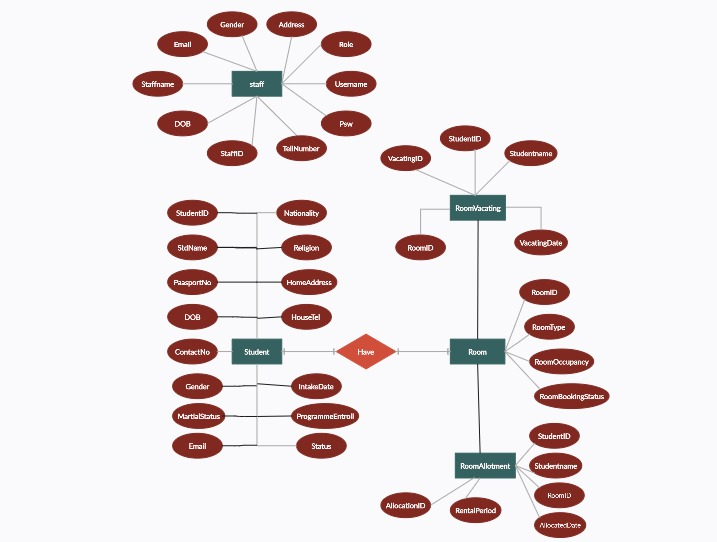 Gender
Address
Email
Role
Staffname
staff
Username
DOB
Psw
StaffID
TellNumber
StudentID
VacatingID
Studentname
RoomVacating
RoomID
VacatingDate
StudentID
Nationality
StdName
Religion
PaasportNo
HomeAddress
DOB
HouseTel
ContactNo
Student
Have
Room
RoomID
RoomType
RoomOccupancy
RoomBookingStatus
Gender
IntakeDate
MartialStatus
ProgrammeEntroll
Email
Status
StudentID
RoomAllotment
Studentname
RoomID
AllocationID
RentalPeriod
AllocatedDate